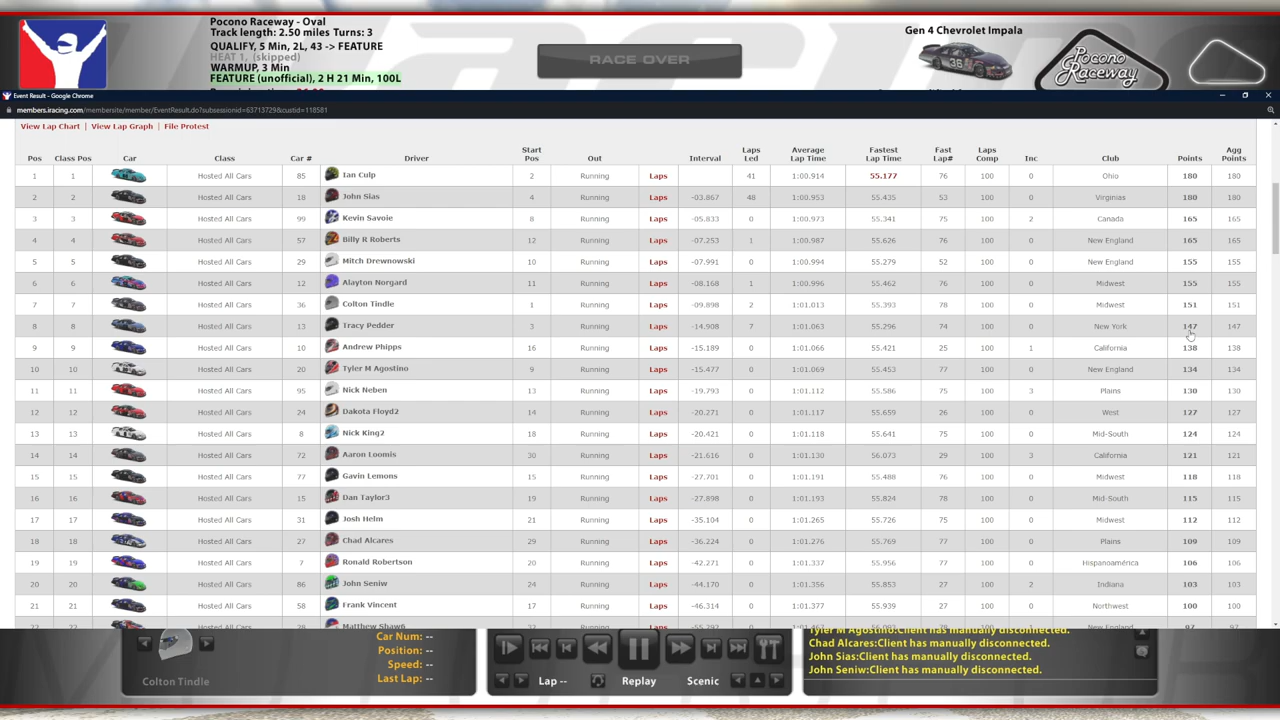 Pocono Raceway - Oval
Track length: 2.50 miles Turns: 3
QUALIFY, 5 Min, 2L, 43 -> FEATURE
HEAT 1, (skipped)
WARMUP, 3 Min
FEATURE (unofficial), 2 H 21 Min, 100L
RACE OVER
Gen 4 Chevrolet Impala
36
Pocono
Raceway
Event Result - Google Chrome
members.iracing.com/membersite/member/EventResult.do?subsessionid=63713729&custid=118581
View Lap Chart | View Lap Graph | File Protest
Pos Class Pos Car Class Car # Driver Start Pos Out Interval Laps Led Average Lap Time Fastest Lap Time Fast Lap# Laps Comp Inc Club Points Agg Points
1 1 Hosted All Cars 85 Ian Culp 2 Running Laps 41 1:00.914 55.177 76 100 0 Ohio 180 180
2 2 Hosted All Cars 18 John Sias 4 Running Laps -03.867 48 1:00.953 55.435 53 100 0 Virginias 180 180
3 3 Hosted All Cars 99 Kevin Savoie 8 Running Laps -05.833 0 1:00.973 55.341 75 100 2 Canada 165 165
4 4 Hosted All Cars 57 Billy R Roberts 12 Running Laps -07.253 1 1:00.987 55.626 76 100 0 New England 165 165
5 5 Hosted All Cars 29 Mitch Drewnowski 10 Running Laps -07.991 0 1:00.994 55.279 52 100 0 New England 155 155
6 6 Hosted All Cars 12 Alayton Norgard 11 Running Laps -08.168 1 1:00.996 55.462 76 100 0 Midwest 155 155
7 7 Hosted All Cars 36 Colton Tindle 1 Running Laps -09.898 2 1:01.013 55.393 78 100 0 Midwest 151 151
8 8 Hosted All Cars 13 Tracy Pedder 3 Running Laps -14.908 7 1:01.063 55.296 74 100 0 New York 147 147
9 9 Hosted All Cars 10 Andrew Phipps 16 Running Laps -15.189 0 1:01.066 55.421 25 100 1 California 138 138
10 10 Hosted All Cars 20 Tyler M Agostino 9 Running Laps -15.477 0 1:01.069 55.453 77 100 0 New England 134 134
11 11 Hosted All Cars 95 Nick Neben 13 Running Laps -19.793 0 1:01.112 55.586 75 100 3 Plains 130 130
12 12 Hosted All Cars 24 Dakota Floyd2 14 Running Laps -20.271 0 1:01.117 55.659 26 100 0 West 127 127
13 13 Hosted All Cars 8 Nick King2 18 Running Laps -20.421 0 1:01.118 55.641 75 100 0 Mid-South 124 124
14 14 Hosted All Cars 72 Aaron Loomis 30 Running Laps -21.616 0 1:01.130 56.073 29 100 3 California 121 121
15 15 Hosted All Cars 77 Gavin Lemons 15 Running Laps -27.701 0 1:01.191 55.488 76 100 0 Midwest 118 118
16 16 Hosted All Cars 15 Dan Taylor3 19 Running Laps -27.898 0 1:01.193 55.824 78 100 0 Mid-South 115 115
17 17 Hosted All Cars 31 Josh Helm 21 Running Laps -35.104 0 1:01.265 55.726 75 100 0 Midwest 112 112
18 18 Hosted All Cars 27 Chad Alcares 29 Running Laps -36.224 0 1:01.276 55.769 77 100 0 Plains 109 109
19 19 Hosted All Cars 7 Ronald Robertson 20 Running Laps -42.271 0 1:01.337 55.956 77 100 0 Hispanoamérica 106 106
20 20 Hosted All Cars 86 John Seniw 24 Running Laps -44.170 0 1:01.356 55.853 27 100 2 Indiana 103 103
21 21 Hosted All Cars 58 Frank Vincent 17 Running Laps -46.314 0 1:01.377 55.939 27 100 0 Northwest 100 100
Matthew Shaw6
Colton Tindle
Car Num: --
Position: --
Speed: --
Last Lap: --
Lap -- Replay Scenic
Tyler M Agostino:Client has manually disconnected.
Chad Alcares:Client has manually disconnected.
John Sias:Client has manually disconnected.
John Seniw:Client has manually disconnected.